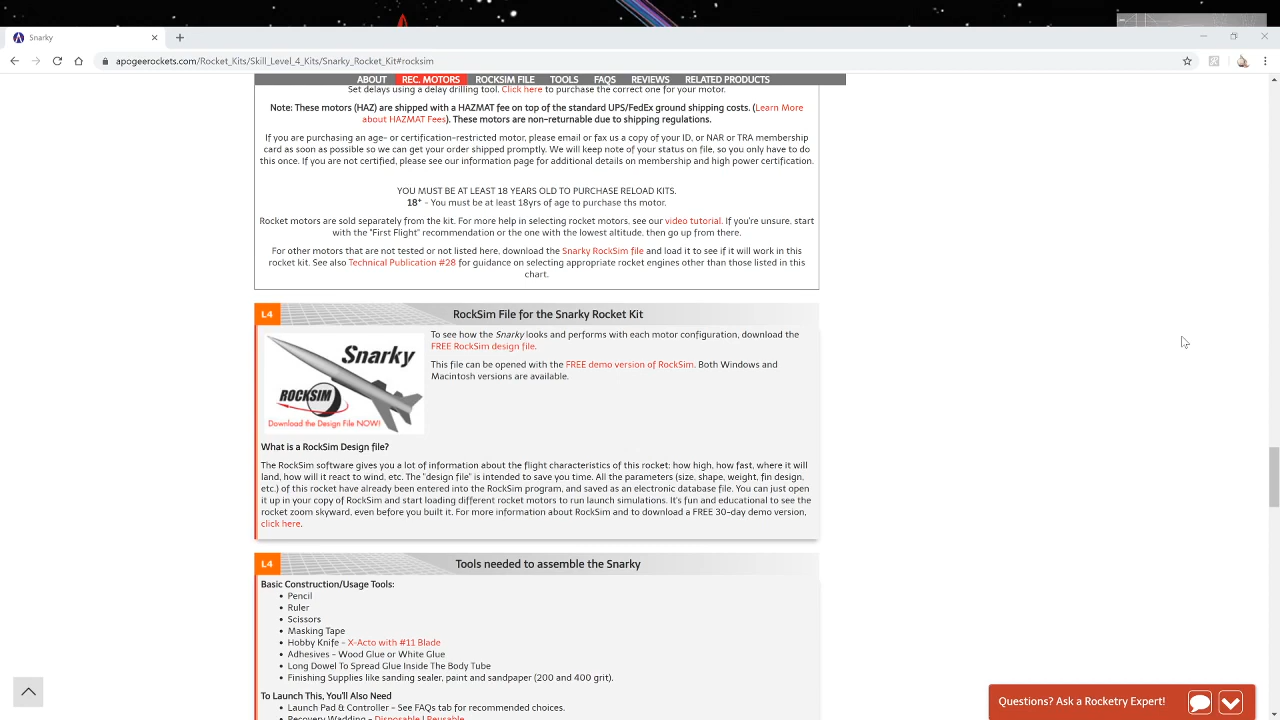 Snarky
apogeerockets.com/Rocket_Kits/Skill_Level_4_Kits/Snarky_Rocket_Kit#rocksim
ABOUT REC. MOTORS ROCKSIM FILE TOOLS FAQS REVIEWS RELATED PRODUCTS
Set delays using a delay drilling tool. Click here to purchase the correct one for your motor.
Note: These motors (HAZ) are shipped with a HAZMAT fee on top of the standard UPS/FedEx ground shipping costs. (Learn More
about HAZMAT Fees). These motors are non-returnable due to shipping regulations.
If you are purchasing an age- or certification-restricted motor, please email or fax us a copy of your ID, or NAR or TRA membership
card as soon as possible so we can get your order shipped promptly. We will keep note of your status on file, so you only have to do
this once. If you are not certified, please see our information page for additional details on membership and high power certification.
YOU MUST BE AT LEAST 18 YEARS OLD TO PURCHASE RELOAD KITS.
18+ - You must be at least 18yrs of age to purchase ths motor.
Rocket motors are sold separately from the kit. For more help in selecting rocket motors, see our video tutorial. If you're unsure, start
with the "First Flight" recommendation or the one with the lowest altitude, then go up from there.
For other motors that are not tested or not listed here, download the Snarky RockSim file and load it to see if it will work in this
rocket kit. See also Technical Publication #28 for guidance on selecting appropriate rocket engines other than those listed in this
chart.
L4 RockSim File for the Snarky Rocket Kit
Snarky
ROCKSIM
Download the Design File NOW!
To see how the Snarky looks and performs with each motor configuration, download the
FREE RockSim design file.
This file can be opened with the FREE demo version of RockSim. Both Windows and
Macintosh versions are available.
What is a RockSim Design file?
The RockSim software gives you a lot of information about the flight characteristics of this rocket: how high, how fast, where it will
land, how will it react to wind, etc. The "design file" is intended to save you time. All the parameters (size, shape, weight, fin design,
etc.) of this rocket have already been entered into the RockSim program, and saved as an electronic database file. You can just open
it up in your copy of RockSim and start loading different rocket motors to run launch simulations. It's fun and educational to see the
rocket zoom skyward, even before you built it. For more information about RockSim and to download a FREE 30-day demo version,
click here.
L4 Tools needed to assemble the Snarky
Basic Construction/Usage Tools:
• Pencil
• Ruler
• Scissors
• Masking Tape
• Hobby Knife - X-Acto with #11 Blade
• Adhesives - Wood Glue or White Glue
• Long Dowel To Spread Glue Inside The Body Tube
• Finishing Supplies like sanding sealer, paint and sandpaper (200 and 400 grit).
To Launch This, You'll Also Need
• Launch Pad & Controller - See FAQs tab for recommended choices.
• Recovery Wadding - Disposable | Reusable
Questions? Ask a Rocketry Expert!